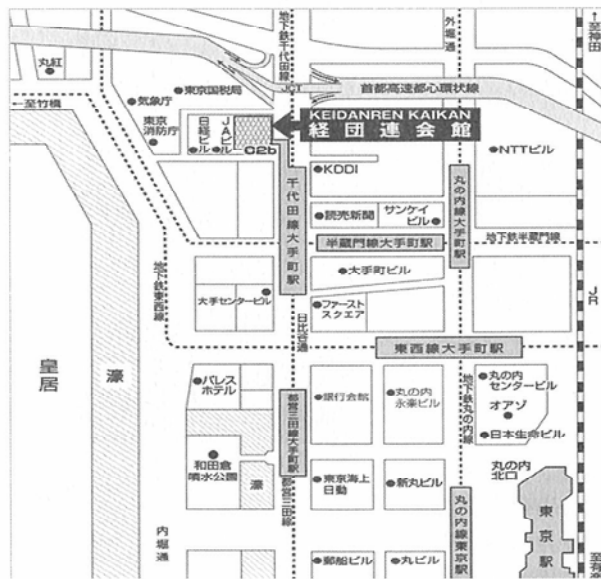 地下鉄千代田線
外堀通
↑至神田
丸紅
東京国税局
気象庁
JCT
首都高速都心環状線
←至竹橋
東京
消防庁
日経ビル
JAビル
C2b
KEIDANREN KAIKAN
経団連会館
NTTビル
KDDI
千代田線大手町駅
丸の内線大手町駅
読売新聞
サンケイ
ビル
半蔵門線大手町駅
地下鉄半蔵門線
地下鉄東西線
大手町ビル
JR
大手センタービル
ファースト
スクエア
日比谷通
東西線大手町駅
皇居
濠
パレス
ホテル
都営三田線大手町駅
銀行会館
丸の内
永楽ビル
地下鉄丸の内線
丸の内
センタービル
オアゾ
日本生命ビル
和田倉
噴水公園
濠
都営三田線
東京海上
日動
新丸ビル
丸の内
北口
内堀通
丸の内線東京駅
東京駅
郵船ビル
丸ビル